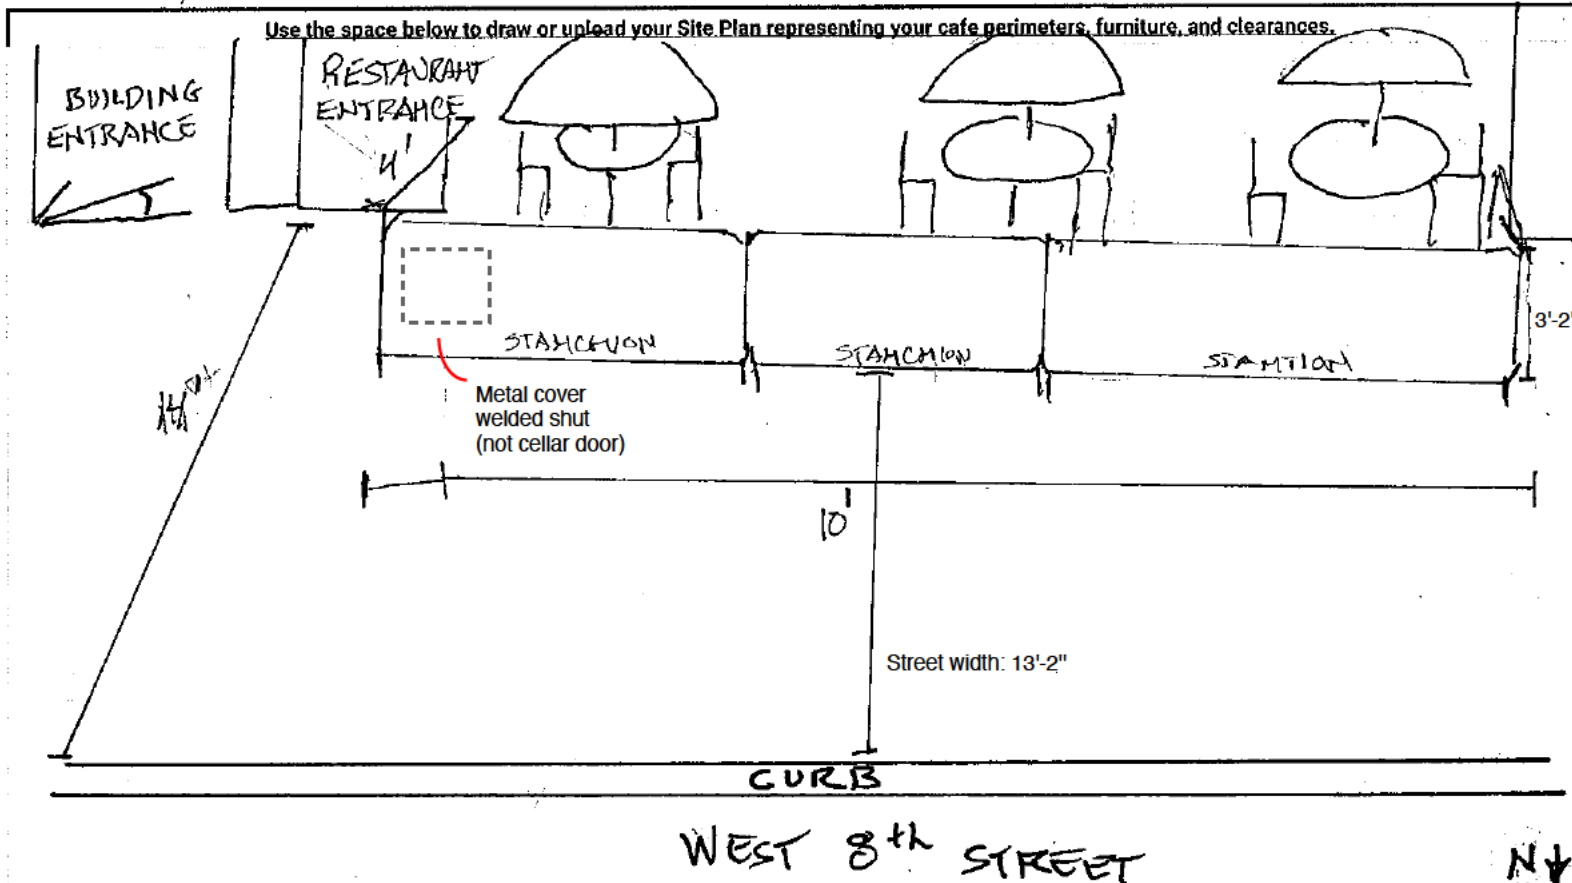 Use the space below to draw or upload your Site Plan representing your cafe perimeters, furniture, and clearances.
BUILDING
ENTRANCE
RESTAURANT
ENTRANCE
4'
3'-2"
STANCHVON
STANCHION
STANTION
Metal cover
welded shut
(not cellar door)
10'
Street width: 13'-2"
CURB
WEST 8th STREET
N